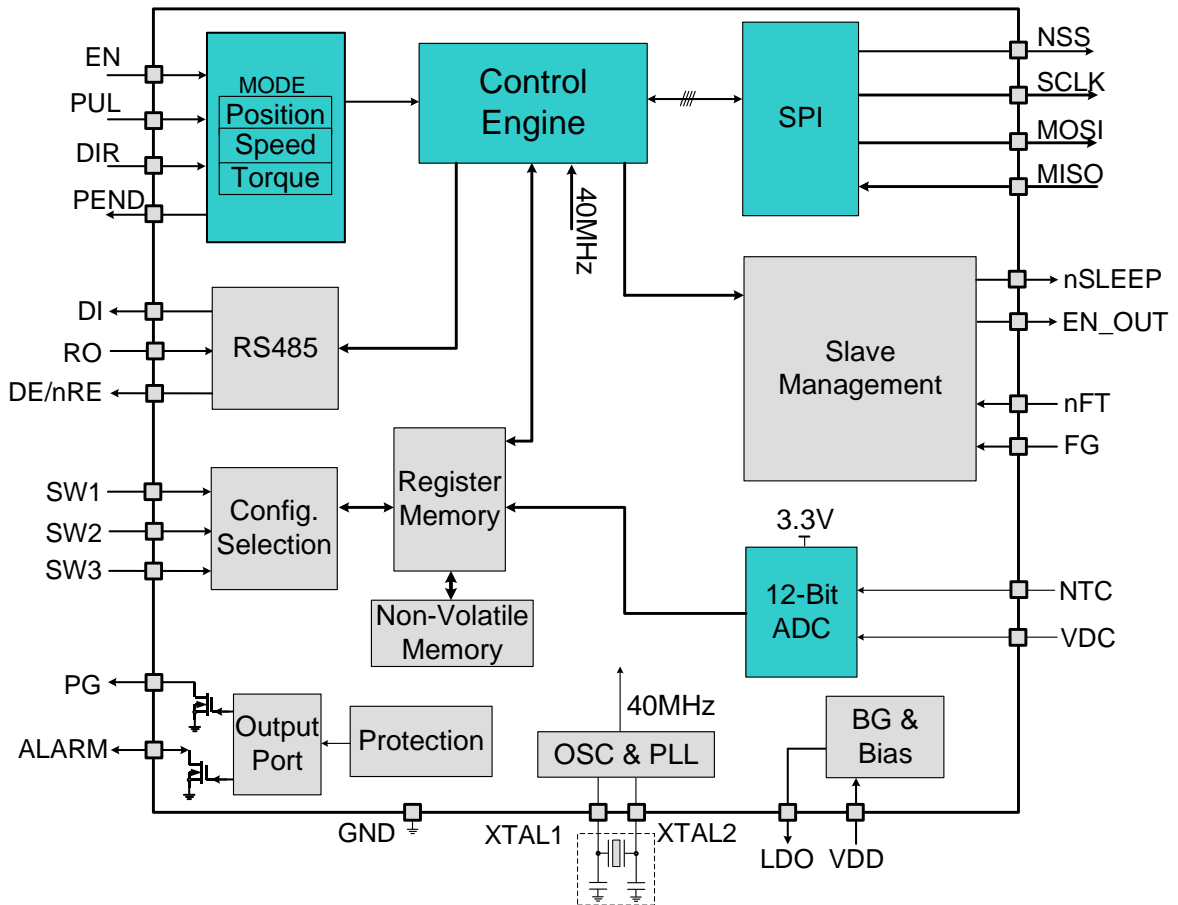 EN
PUL
DIR
PEND
MODE
Position
Speed
Torque
Control
Engine
40MHz
SPI
NSS
SCLK
MOSI
MISO
DI
RO
DE/nRE
RS485
Slave
Management
nSLEEP
EN_OUT
nFT
FG
SW1
SW2
SW3
Config.
Selection
Register
Memory
Non-Volatile
Memory
3.3V
12-Bit
ADC
NTC
VDC
PG
ALARM
Output
Port
Protection
40MHz
OSC & PLL
BG &
Bias
GND
XTAL1
XTAL2
LDO
VDD